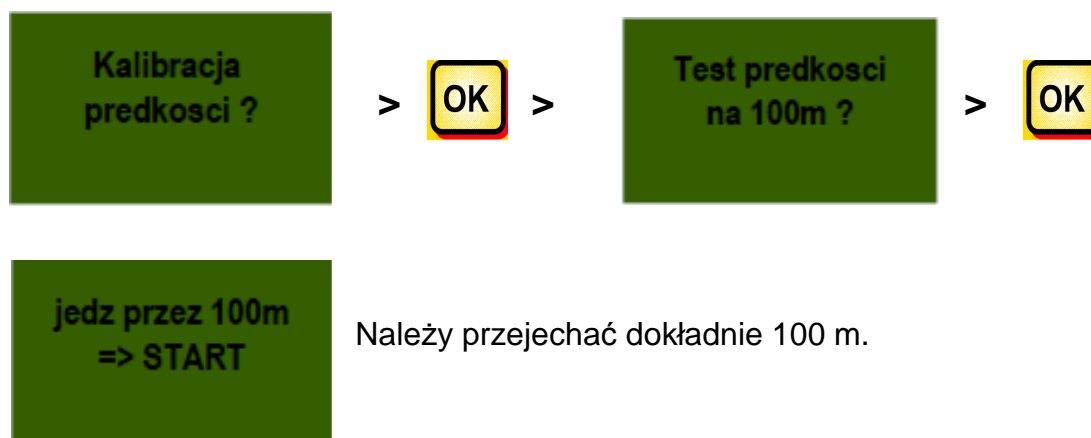 Kalibracja
predkosci ?
> OK >
Test predkosci
na 100m ?
> OK
jedz przez 100m
=> START
Należy przejechać dokładnie 100 m.